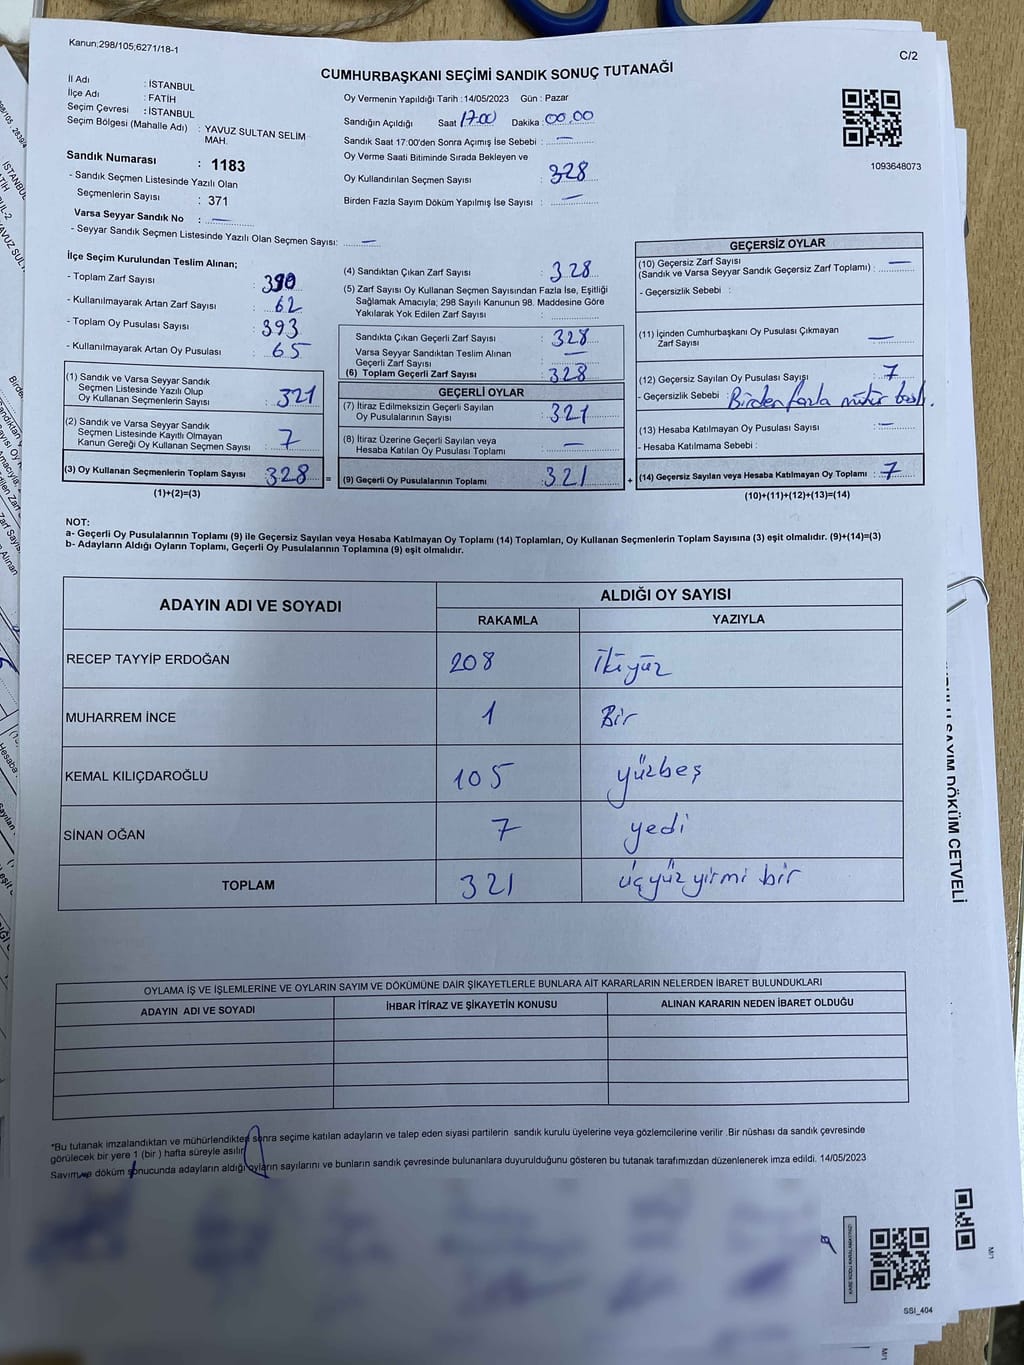 Kanun;298/105;6271/18-1
C/2
CUMHURBAŞKANI SEÇİMİ SANDIK SONUÇ TUTANAĞI
İl Adı : İSTANBUL
İlçe Adı : FATİH
Seçim Çevresi : İSTANBUL
Seçim Bölgesi (Mahalle Adı) : YAVUZ SULTAN SELİM MAH.
Sandık Numarası : 1183
- Sandık Seçmen Listesinde Yazılı Olan
Seçmenlerin Sayısı : 371
Varsa Seyyar Sandık No : —
- Seyyar Sandık Seçmen Listesinde Yazılı Olan Seçmen Sayısı: —
Oy Vermenin Yapıldığı Tarih :14/05/2023 Gün : Pazar
Sandığın Açıldığı Saat 17:00 Dakika : 00.00
Sandık Saat 17:00'den Sonra Açımış İse Sebebi : —
Oy Verme Saati Bitiminde Sırada Bekleyen ve
Oy Kullandırılan Seçmen Sayısı : 328
Birden Fazla Sayım Döküm Yapılmış İse Sayısı : —
1093648073
İlçe Seçim Kurulundan Teslim Alınan;
- Toplam Zarf Sayısı : 390
- Kullanılmayarak Artan Zarf Sayısı : 62
- Toplam Oy Pusulası Sayısı : 393
- Kullanılmayarak Artan Oy Pusulası : 65
(1) Sandık ve Varsa Seyyar Sandık
Seçmen Listesinde Yazılı Olup
Oy Kullanan Seçmenlerin Sayısı : 321
(2) Sandık ve Varsa Seyyar Sandık
Seçmen Listesinde Kayıtlı Olmayan
Kanun Gereği Oy Kullanan Seçmen Sayısı : 7
(3) Oy Kullanan Seçmenlerin Toplam Sayısı : 328
(1)+(2)=(3)
(4) Sandıktan Çıkan Zarf Sayısı : 328
(5) Zarf Sayısı Oy Kullanan Seçmen Sayısından Fazla İse, Eşitliği
Sağlamak Amacıyla; 298 Sayılı Kanunun 98. Maddesine Göre
Yakılarak Yok Edilen Zarf Sayısı :
Sandıkta Çıkan Geçerli Zarf Sayısı : 328
Varsa Seyyar Sandıktan Teslim Alınan
Geçerli Zarf Sayısı : —
(6) Toplam Geçerli Zarf Sayısı : 328
GEÇERLİ OYLAR
(7) İtiraz Edilmeksizin Geçerli Sayılan
Oy Pusulalarının Sayısı : 321
(8) İtiraz Üzerine Geçerli Sayılan veya
Hesaba Katılan Oy Pusulası Toplamı : —
= (9) Geçerli Oy Pusulalarının Toplamı : 321
GEÇERSİZ OYLAR
(10) Geçersiz Zarf Sayısı
(Sandık ve Varsa Seyyar Sandık Geçersiz Zarf Toplamı) : —
- Geçersizlik Sebebi :
(11) İçinden Cumhurbaşkanı Oy Pusulası Çıkmayan
Zarf Sayısı : —
(12) Geçersiz Sayılan Oy Pusulası Sayısı : 7
- Geçersizlik Sebebi : Birden fazla mühür
(13) Hesaba Katılmayan Oy Pusulası Sayısı : —
- Hesaba Katılmama Sebebi :
+ (14) Geçersiz Sayılan veya Hesaba Katılmayan Oy Toplamı : 7
(10)+(11)+(12)+(13)=(14)
NOT:
a- Geçerli Oy Pusulalarının Toplamı (9) ile Geçersiz Sayılan veya Hesaba Katılmayan Oy Toplamı (14) Toplamları, Oy Kullanan Seçmenlerin Toplam Sayısına (3) eşit olmalıdır. (9)+(14)=(3)
b- Adayların Aldığı Oyların Toplamı, Geçerli Oy Pusulalarının Toplamına (9) eşit olmalıdır.
ADAYIN ADI VE SOYADI ALDIĞI OY SAYISI
RAKAMLA YAZIYLA
RECEP TAYYİP ERDOĞAN 208 ikiyüz
MUHARREM İNCE 1 Bir
KEMAL KILIÇDAROĞLU 105 yüzbeş
SİNAN OĞAN 7 yedi
TOPLAM 321 üçyüz yirmi bir
OYLAMA İŞ VE İŞLEMLERİNE VE OYLARIN SAYIM VE DÖKÜMÜNE DAİR ŞİKAYETLERLE BUNLARA AİT KARARLARIN NELERDEN İBARET BULUNDUKLARI
ADAYIN ADI VE SOYADI İHBAR İTİRAZ VE ŞİKAYETİN KONUSU ALINAN KARARIN NEDEN İBARET OLDUĞU
*Bu tutanak imzalandıktan ve mühürlendikten sonra seçime katılan adayların ve talep eden siyasi partilerin sandık kurulu üyelerine veya gözlemcilerine verilir .Bir nüshası da sandık çevresinde
görülecek bir yere 1 (bir ) hafta süreyle asılır.
Sayım ve döküm sonucunda adayların aldığı oyların sayılarını ve bunların sandık çevresinde bulunanlara duyurulduğunu gösteren bu tutanak tarafımızdan düzenlenerek imza edildi. 14/05/2023
SSI_404
SAYIM DÖKÜM CETVELİ
M/1
M/1